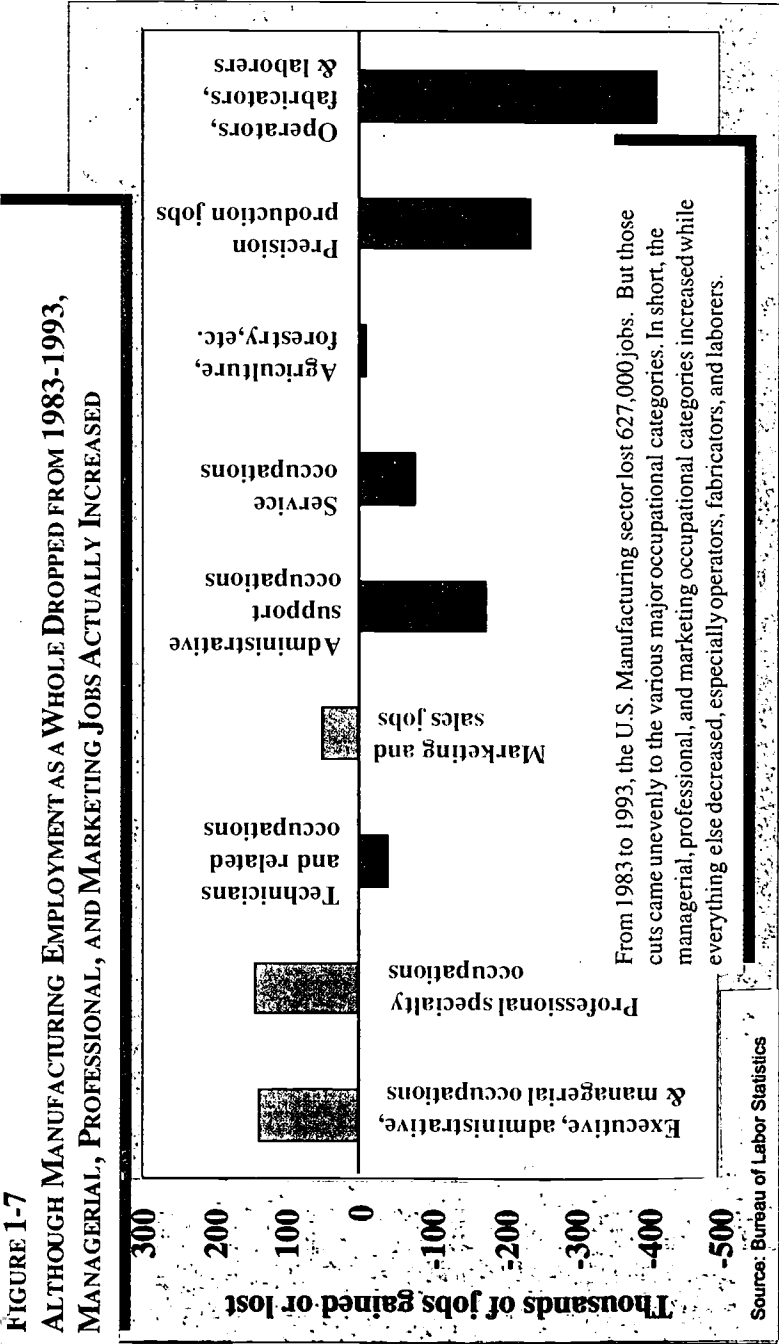 FIGURE 1-7
ALTHOUGH MANUFACTURING EMPLOYMENT AS A WHOLE DROPPED FROM 1983-1993,
MANAGERIAL, PROFESSIONAL, AND MARKETING JOBS ACTUALLY INCREASED
Thousands of jobs gained or lost
300
200
100
0
-100
-200
-300
-400
-500
Executive, administrative,
& managerial occupations
Professional specialty
occupations
Technicians
and related
occupations
Marketing and
sales jobs
Administrative
support
occupations
Service
occupations
Agriculture,
forestry,etc.
Precision
production jobs
Operators,
fabricators,
& laborers
From 1983 to 1993, the U.S. Manufacturing sector lost 627,000 jobs. But those
cuts came unevenly to the various major occupational categories. In short, the
managerial, professional, and marketing occupational categories increased while
everything else decreased, especially operators, fabricators, and laborers.
Source: Bureau of Labor Statistics